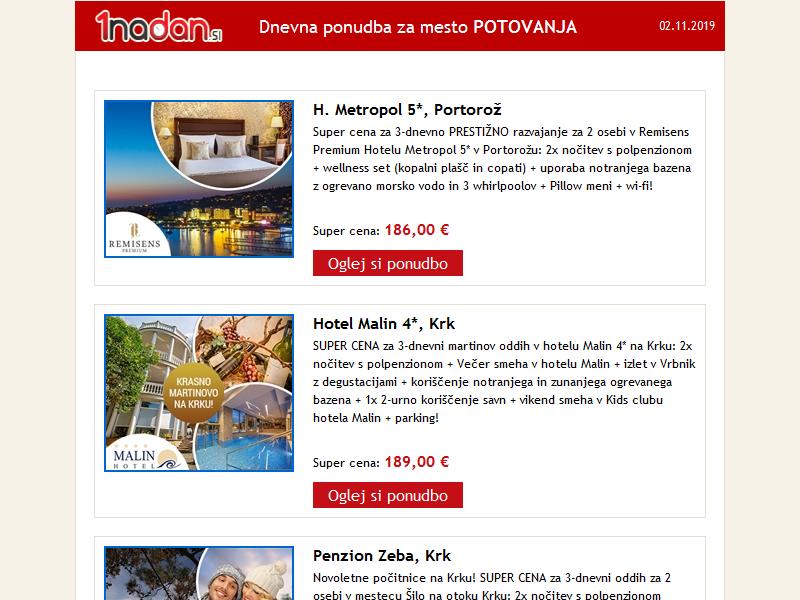 1nadan.si
Dnevna ponudba za mesto POTOVANJA
02.11.2019
H. Metropol 5*, Portorož
Super cena za 3-dnevno PRESTIŽNO razvajanje za 2 osebi v Remisens
Premium Hotelu Metropol 5* v Portorožu: 2x nočitev s polpenzionom
+ wellness set (kopalni plašč in copati) + uporaba notranjega bazena
z ogrevano morsko vodo in 3 whirlpoolov + Pillow meni + wi-fi!
Super cena: 186,00 €
Oglej si ponudbo
REMISENS
PREMIUM
Hotel Malin 4*, Krk
SUPER CENA za 3-dnevni martinov oddih v hotelu Malin 4* na Krku: 2x
nočitev s polpenzionom + Večer smeha v hotelu Malin + izlet v Vrbnik
z degustacijami + koriščenje notranjega in zunanjega ogrevanega
bazena + 1x 2-urno koriščenje savn + vikend smeha v Kids clubu
hotela Malin + parking!
Super cena: 189,00 €
Oglej si ponudbo
KRASNO
MARTINOVO
NA KRKU!
MALIN
HOTEL
Penzion Zeba, Krk
Novoletne počitnice na Krku! SUPER CENA za 3-dnevni oddih za 2
osebi v mestecu Šilo na otoku Krku: 2x nočitev s polpenzionom